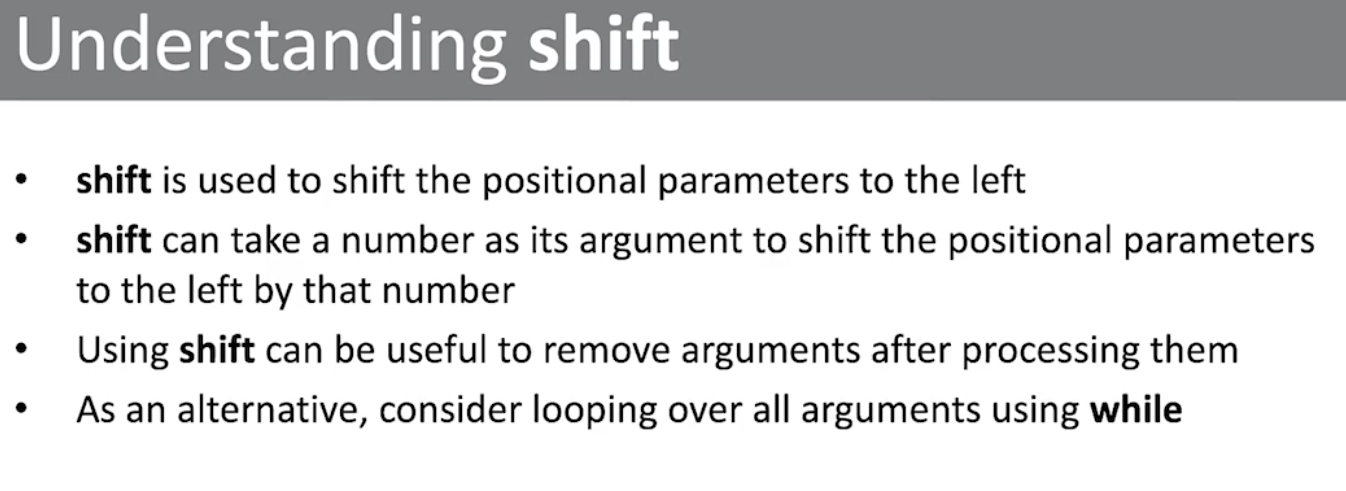 Understanding shift
• shift is used to shift the positional parameters to the left
• shift can take a number as its argument to shift the positional parameters
to the left by that number
• Using shift can be useful to remove arguments after processing them
• As an alternative, consider looping over all arguments using while